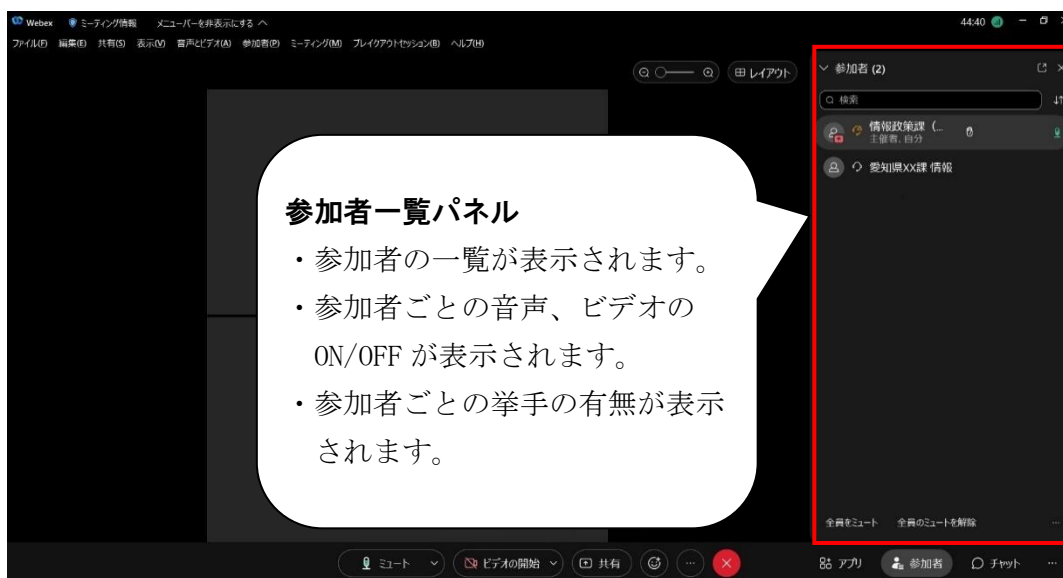 Webex ミーティング情報 メニューバーを非表示にする 44:40
ファイル(F) 編集(E) 共有(S) 表示(V) 音声とビデオ(A) 参加者(P) ミーティング(M) ブレイクアウトセッション(B) ヘルプ(H)
レイアウト
参加者 (2)
検索
情報政策課 (...
主催者, 自分
愛知県XX課 情報
参加者一覧パネル
・参加者の一覧が表示されます。
・参加者ごとの音声、ビデオの
ON/OFF が表示されます。
・参加者ごとの挙手の有無が表示
されます。
全員をミュート 全員のミュートを解除 ...
ミュート ビデオの開始 共有 ... アプリ 参加者 チャット ...